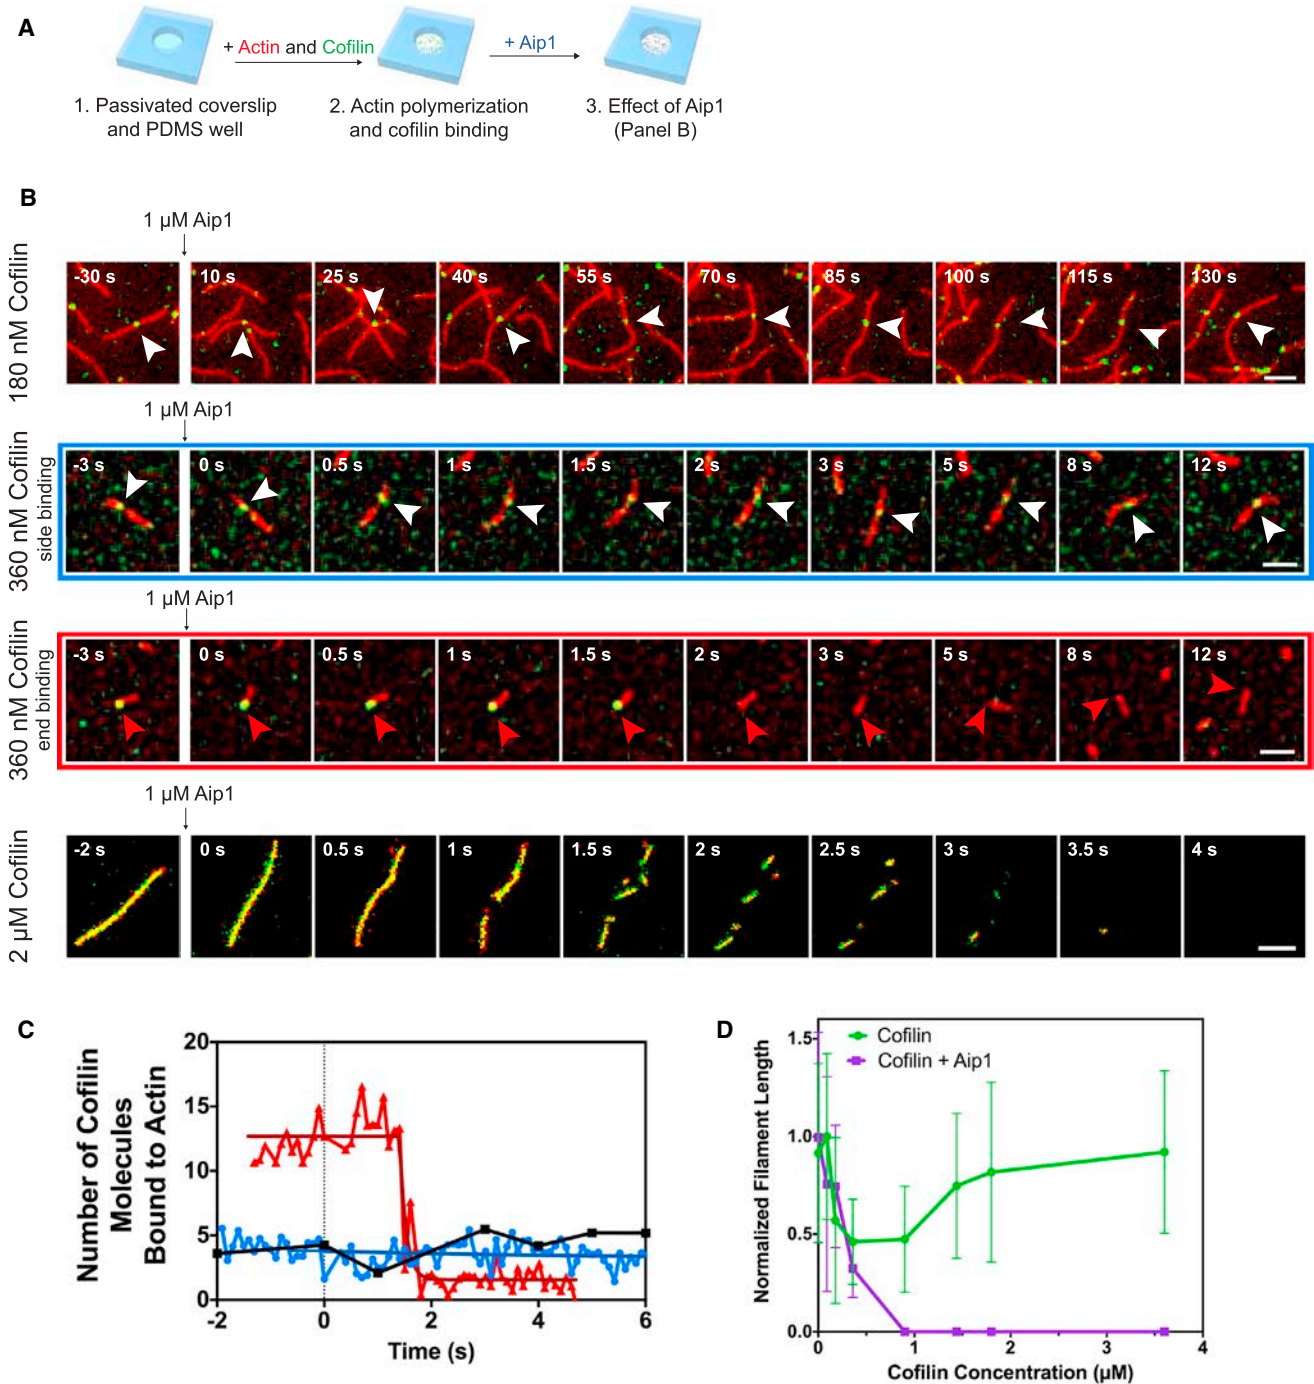 A
+ Actin and Cofilin
+ Aip1
1. Passivated coverslip
and PDMS well
2. Actin polymerization
and cofilin binding
3. Effect of Aip1
(Panel B)
B
1 µM Aip1
180 nM Cofilin
-30 s
10 s
25 s
40 s
55 s
70 s
85 s
100 s
115 s
130 s
1 µM Aip1
360 nM Cofilin
side binding
-3 s
0 s
0.5 s
1 s
1.5 s
2 s
3 s
5 s
8 s
12 s
1 µM Aip1
360 nM Cofilin
end binding
-3 s
0 s
0.5 s
1 s
1.5 s
2 s
3 s
5 s
8 s
12 s
1 µM Aip1
2 µM Cofilin
-2 s
0 s
0.5 s
1 s
1.5 s
2 s
2.5 s
3 s
3.5 s
4 s
C
Number of Cofilin
Molecules
Bound to Actin
20
15
10
5
0
-2
0
2
4
6
Time (s)
D
Normalized Filament Length
1.5
1.0
0.5
0.0
Cofilin
Cofilin + Aip1
0
1
2
3
4
Cofilin Concentration (µM)